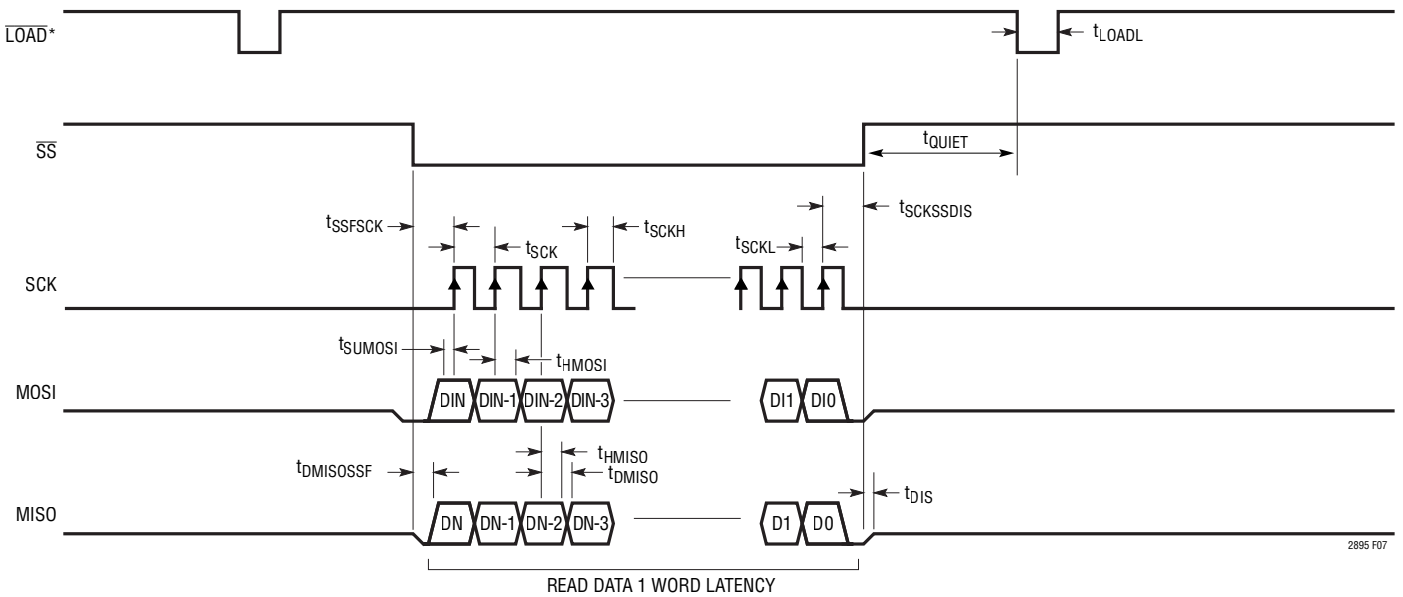 LOAD*
tLOADL
SS
tQUIET
tSCKSSDIS
tSSFSCK
tSCK
tSCKH
tSCKL
SCK
tSUMOSI
tHMOSI
MOSI
DIN DIN-1 DIN-2 DIN-3 DI1 DI0
tHMISO
tDMISOSSF
tDMISO
tDIS
MISO
DN DN-1 DN-2 DN-3 D1 D0
2895 F07
READ DATA 1 WORD LATENCY